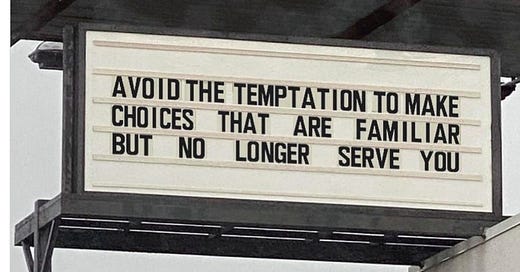 AVOID THE TEMPTATION TO MAKE
CHOICES THAT ARE FAMILIAR
BUT NO LONGER SERVE YOU